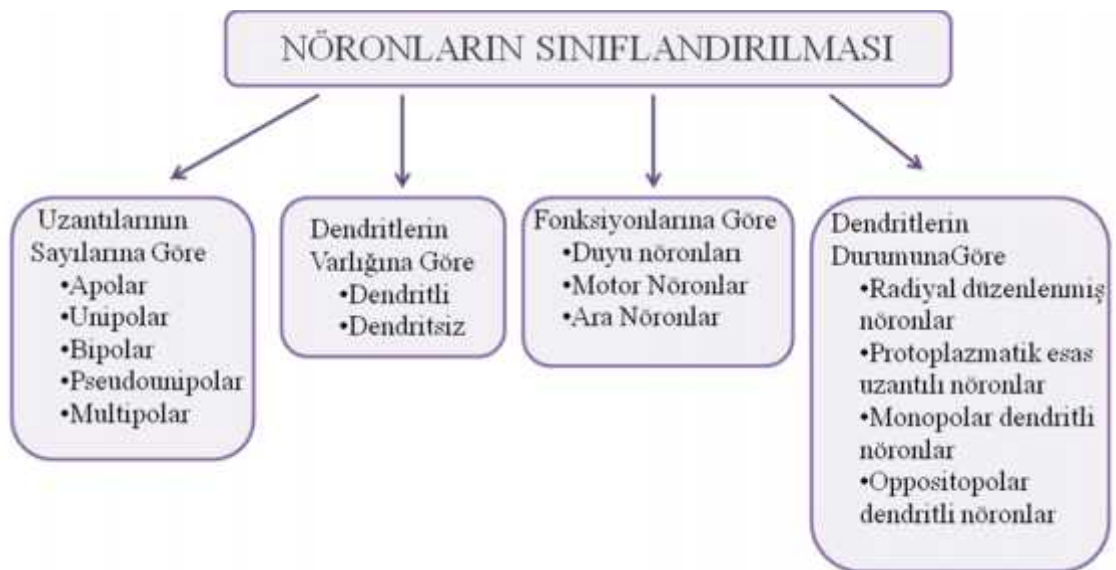 NÖRONLARIN SINIFLANDIRILMASI
Uzantılarının
Sayılarına Göre
•Apolar
•Unipolar
•Bipolar
•Pseudounipolar
•Multipolar
Dendritlerin
Varlığına Göre
•Dendritli
•Dendritsiz
Fonksiyonlarına Göre
•Duyu nöronları
•Motor Nöronlar
•Ara Nöronlar
Dendritlerin
DurumunaGöre
•Radiyal düzenlenmiş
nöronlar
•Protoplazmatik esas
uzantılı nöronlar
•Monopolar dendritli
nöronlar
•Oppositopolar
dendritli nöronlar